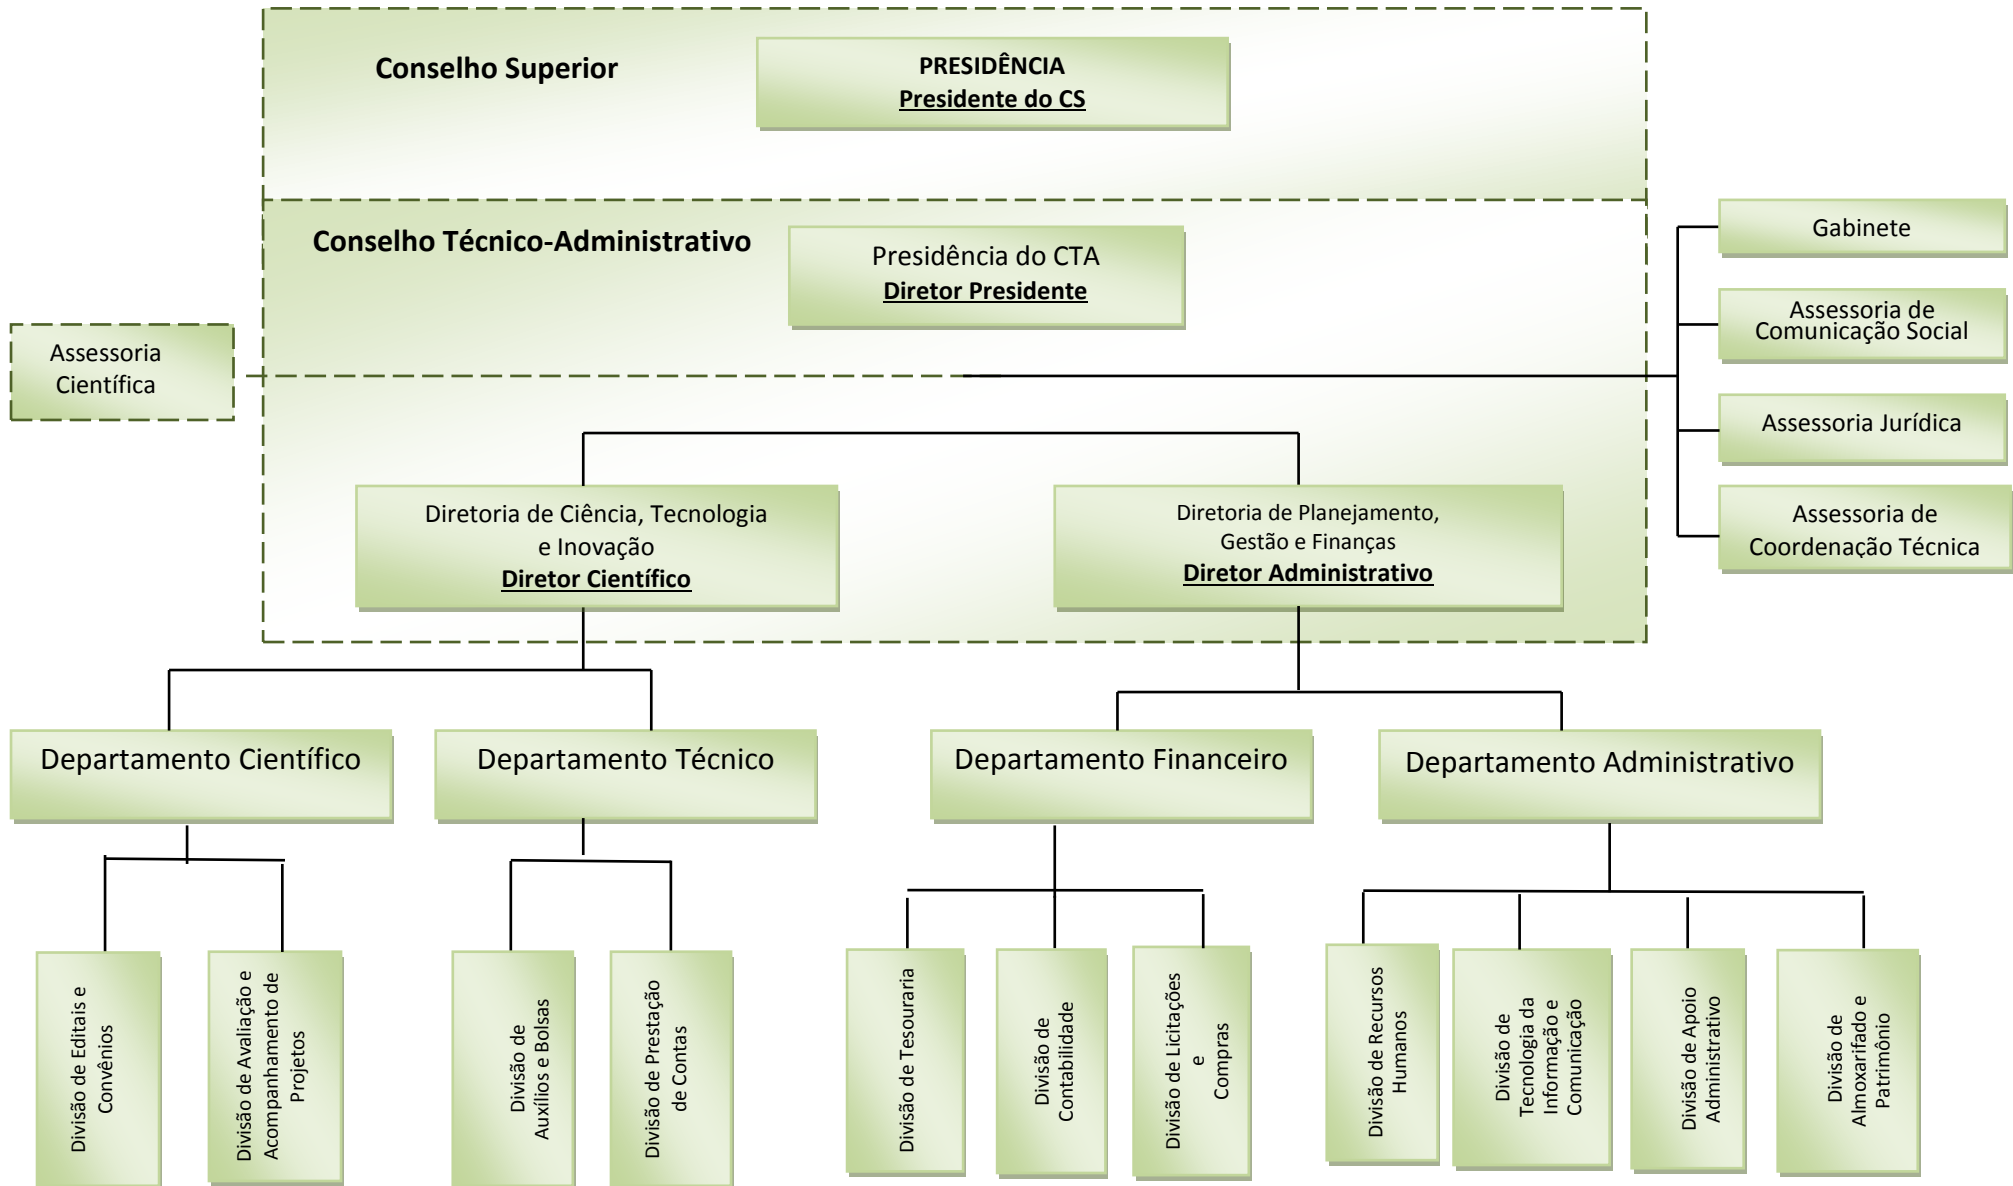 Conselho Superior
PRESIDÊNCIA
Presidente do CS
Conselho Técnico-Administrativo
Presidência do CTA
Diretor Presidente
Gabinete
Assessoria de
Comunicação Social
Assessoria Jurídica
Assessoria de
Coordenação Técnica
Assessoria
Científica
Diretoria de Ciência, Tecnologia
e Inovação
Diretor Científico
Diretoria de Planejamento,
Gestão e Finanças
Diretor Administrativo
Departamento Científico
Departamento Técnico
Departamento Financeiro
Departamento Administrativo
Divisão de Editais e
Convênios
Divisão de Avaliação e
Acompanhamento de
Projetos
Divisão de
Auxílios e Bolsas
Divisão de Prestação
de Contas
Divisão de Tesouraria
Divisão de
Contabilidade
Divisão de Licitações
e
Compras
Divisão de Recursos
Humanos
Divisão de
Tecnologia da
Informação e
Comunicação
Divisão de Apoio
Administrativo
Divisão de
Almoxarifado e
Patrimônio